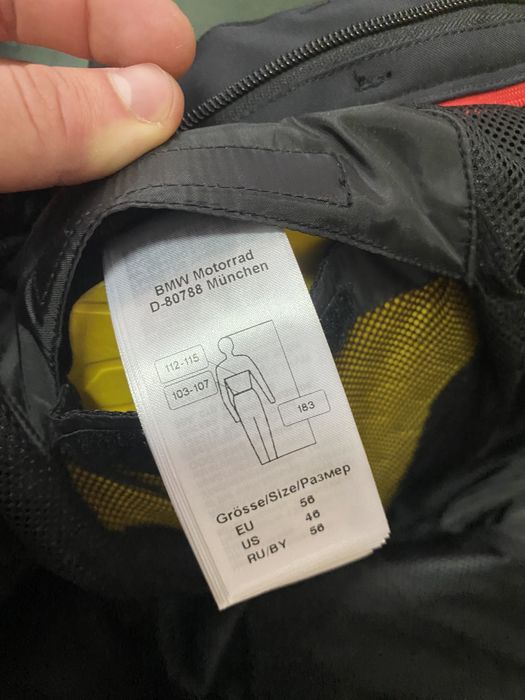 BMW Motorrad
D-80788 München
112-115
103-107
183
Grösse/Size/Размер
EU 56
US 46
RU/BY 56